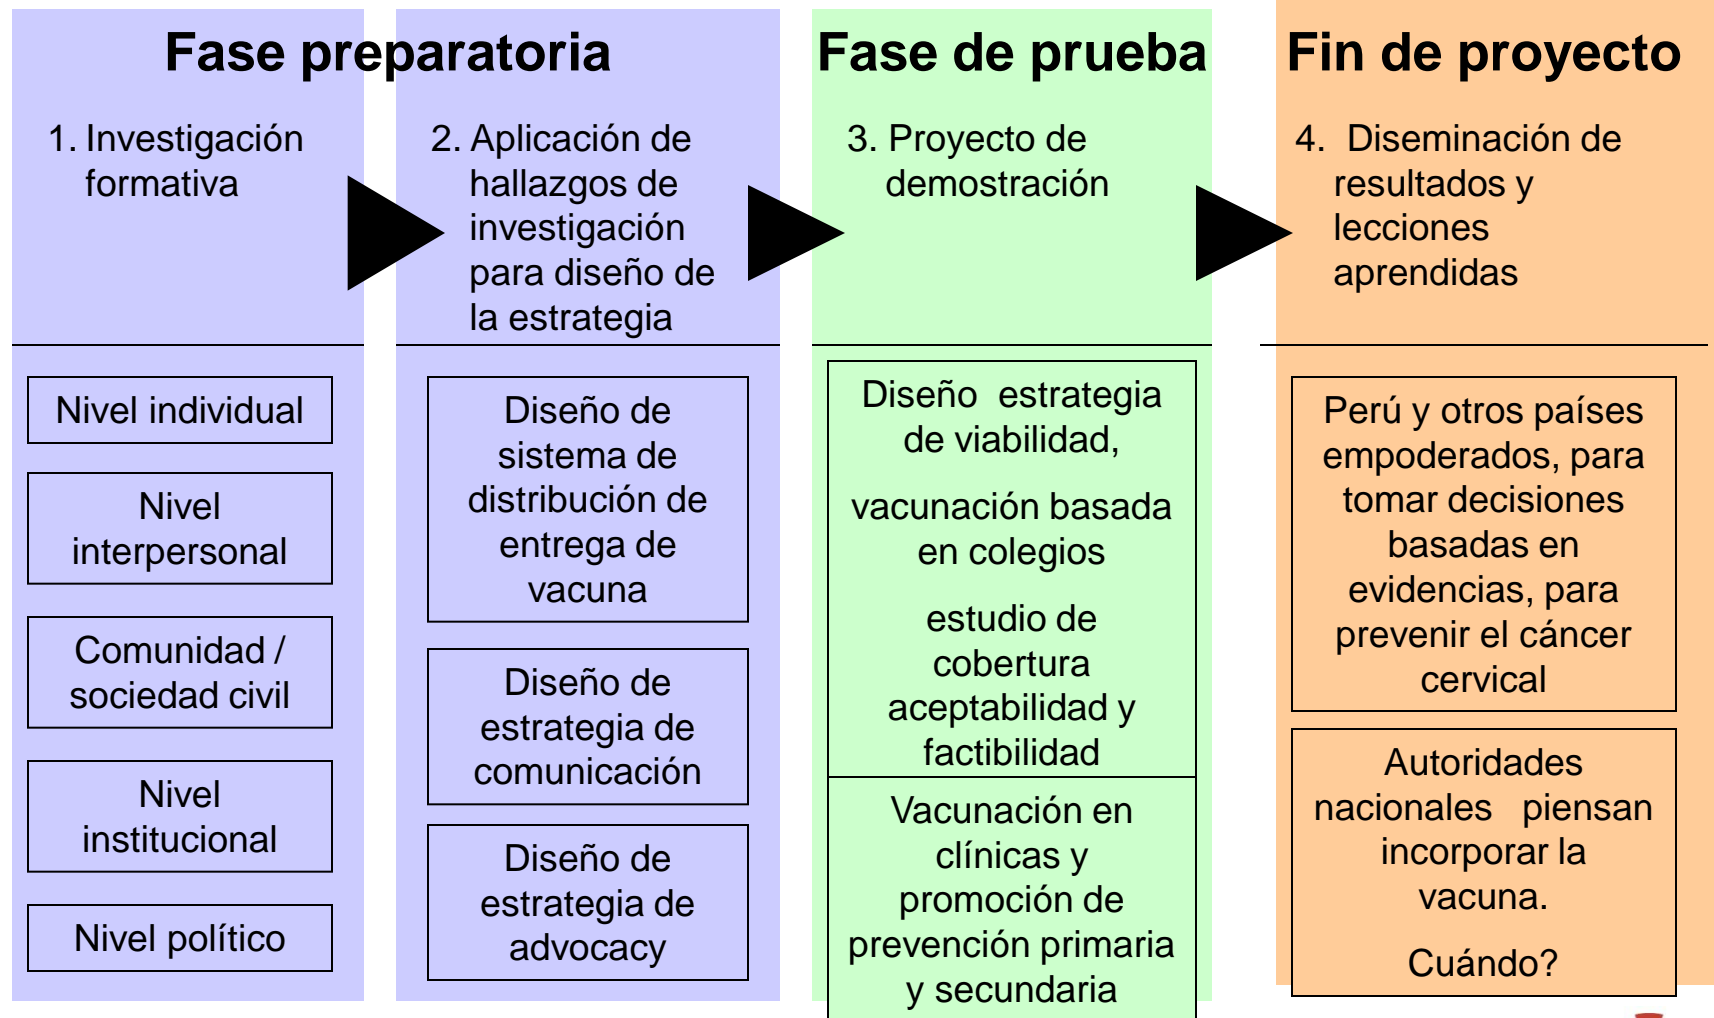 Fase preparatoria
Fase de prueba
Fin de proyecto
1. Investigación
formativa
2. Aplicación de
hallazgos de
investigación
para diseño de
la estrategia
3. Proyecto de
demostración
4. Diseminación de
resultados y
lecciones
aprendidas
Nivel individual
Nivel
interpersonal
Comunidad /
sociedad civil
Nivel
institucional
Nivel político
Diseño de
sistema de
distribución de
entrega de
vacuna
Diseño de
estrategia de
comunicación
Diseño de
estrategia de
advocacy
Diseño estrategia
de viabilidad,
vacunación basada
en colegios
estudio de
cobertura
aceptabilidad y
factibilidad
Vacunación en
clínicas y
promoción de
prevención primaria
y secundaria
Perú y otros países
empoderados, para
tomar decisiones
basadas en
evidencias, para
prevenir el cáncer
cervical
Autoridades
nacionales piensan
incorporar la
vacuna.
Cuándo?